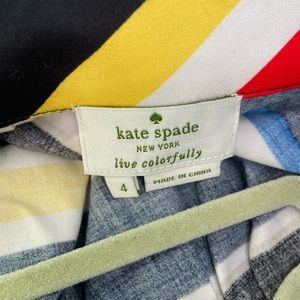 kate spade
NEW YORK
live colorfully
4
MADE IN CHINA